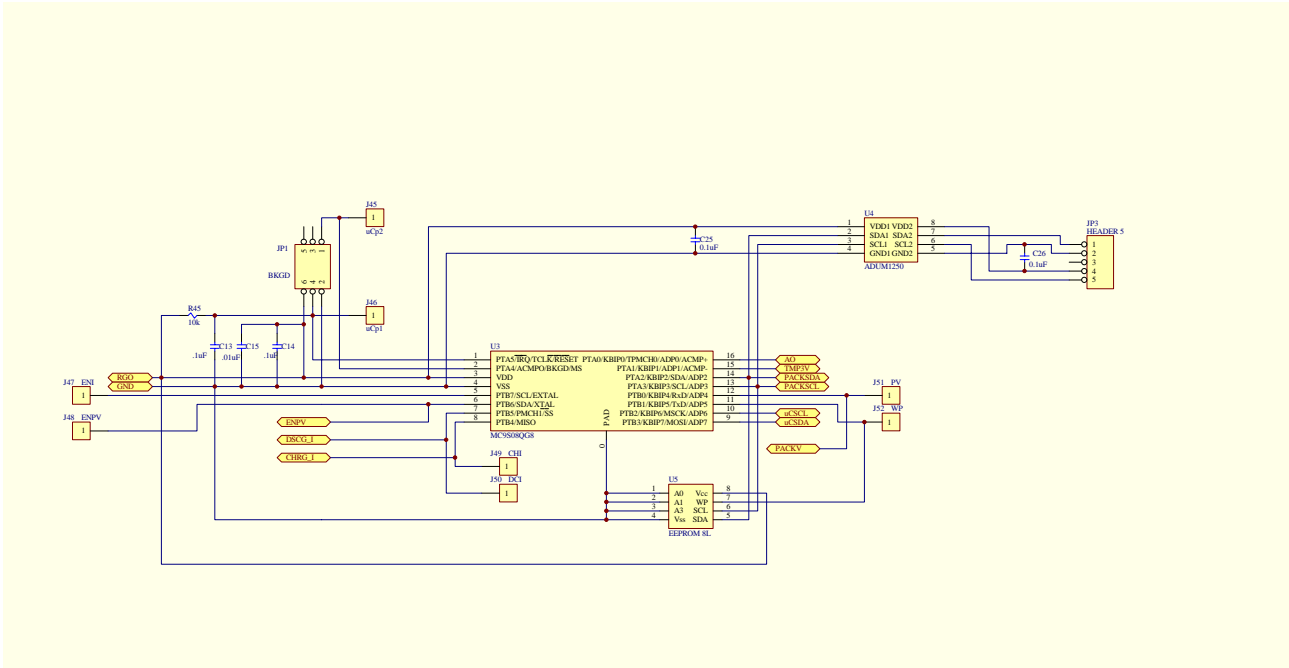 J45
1
uCp2
JP1
5 3 1
BKGD
6 4 2
J46
1
uCp1
R45
10k
C13
.1uF
C15
.01uF
C14
.1uF
RGO
GND
J47 ENI
1
J48 ENPV
1
ENPV
DSCG_I
CHRG_I
J49 CHI
1
J50 DCI
1
U3
1 PTA5/IRQ/TCLK/RESET PTA0/KBIP0/TPMCH0/ADP0/ACMP+ 16
2 PTA4/ACMPO/BKGD/MS PTA1/KBIP1/ADP1/ACMP- 15
3 VDD PTA2/KBIP2/SDA/ADP2 14
4 VSS PTA3/KBIP3/SCL/ADP3 13
5 PTB7/SCL/EXTAL PTB0/KBIP4/RxD/ADP4 12
6 PTB6/SDA/XTAL PTB1/KBIP5/TxD/ADP5 11
7 PTB5/PMCH1/SS PTB2/KBIP6/MSCK/ADP6 10
8 PTB4/MISO PTB3/KBIP7/MOSI/ADP7 9
PAD
0
MC9S08QG8
AO
TMP3V
PACKSDA
PACKSCL
uCSCL
uCSDA
PACKV
J51 PV
1
J52 WP
1
C25
0.1uF
U4
1 VDD1 VDD2 8
2 SDA1 SDA2 7
3 SCL1 SCL2 6
4 GND1 GND2 5
ADUM1250
C26
0.1uF
JP3
HEADER 5
1
2
3
4
5
U5
1 A0 Vcc 8
2 A1 WP 7
3 A3 SCL 6
4 Vss SDA 5
EEPROM 8L